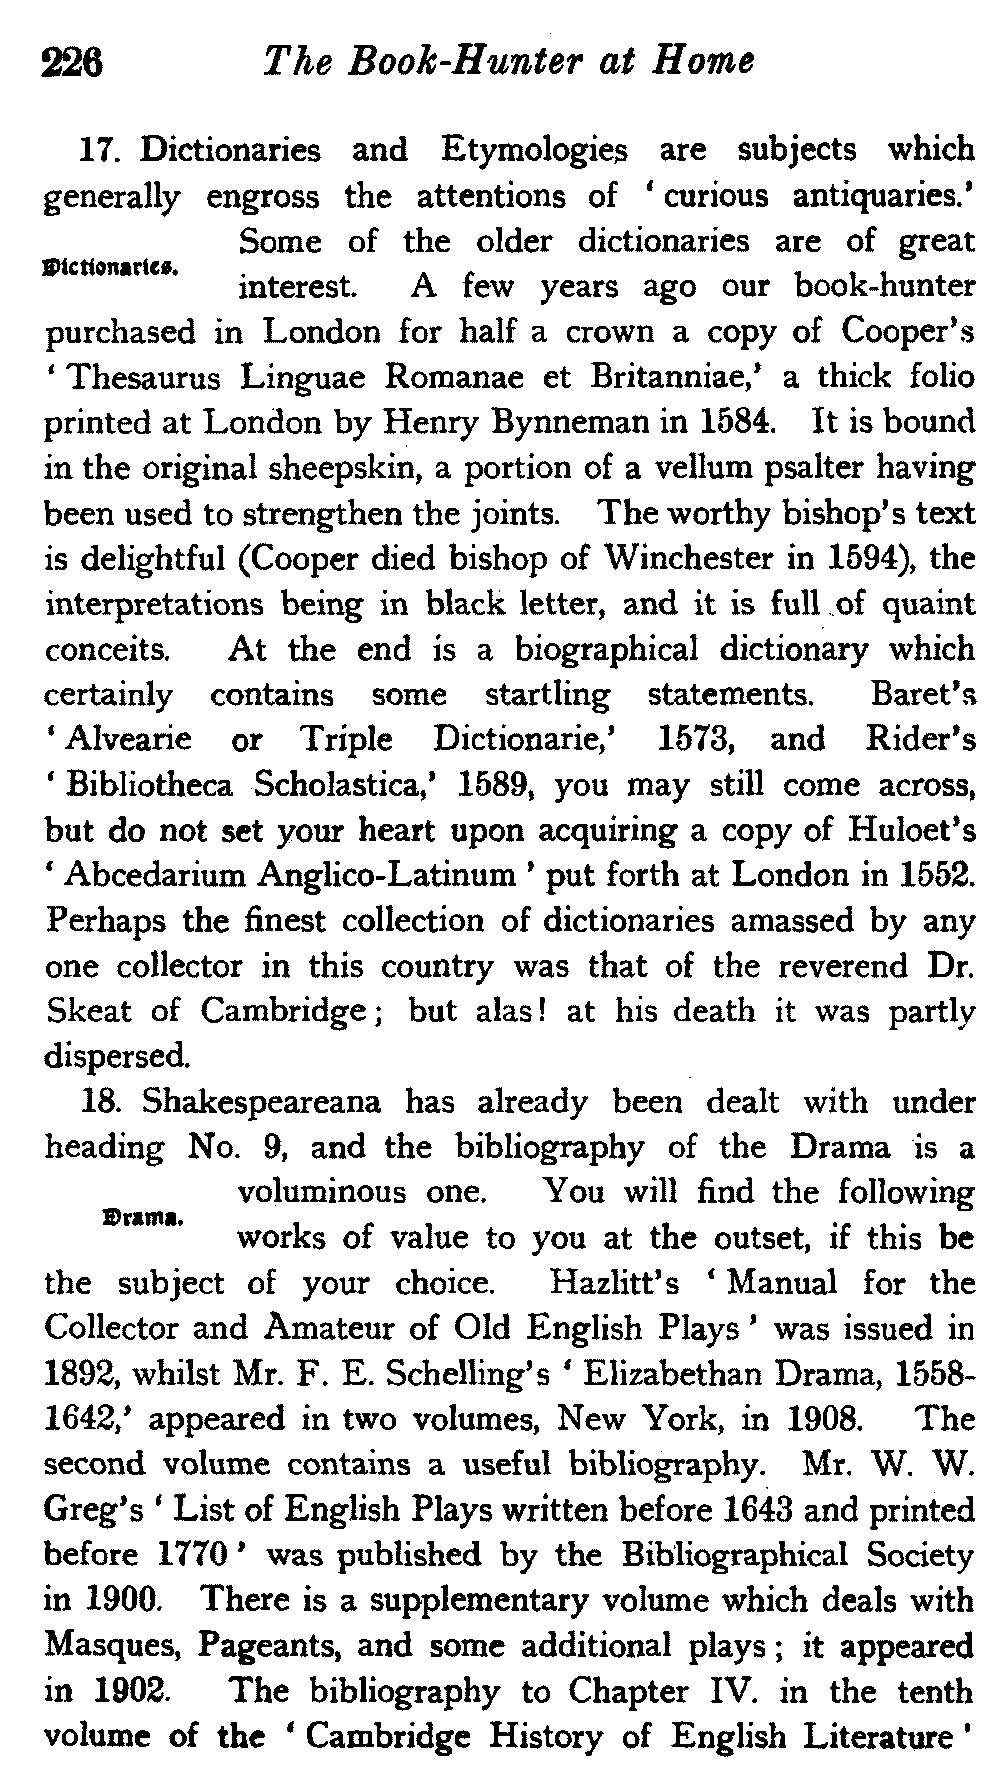 226 The Book-Hunter at Home
17. Dictionaries and Etymologies are subjects which
generally engross the attentions of ‘ curious antiquaries.’
Some of the older dictionaries are of great
Dictionaries.
interest. A few years ago our book-hunter
purchased in London for half a crown a copy of Cooper’s
‘ Thesaurus Linguae Romanae et Britanniae,’ a thick folio
printed at London by Henry Bynneman in 1584. It is bound
in the original sheepskin, a portion of a vellum psalter having
been used to strengthen the joints. The worthy bishop’s text
is delightful (Cooper died bishop of Winchester in 1594), the
interpretations being in black letter, and it is full of quaint
conceits. At the end is a biographical dictionary which
certainly contains some startling statements. Baret’s
‘ Alvearie or Triple Dictionarie,’ 1573, and Rider’s
‘ Bibliotheca Scholastica,’ 1589, you may still come across,
but do not set your heart upon acquiring a copy of Huloet’s
‘ Abcedarium Anglico-Latinum ’ put forth at London in 1552.
Perhaps the finest collection of dictionaries amassed by any
one collector in this country was that of the reverend Dr.
Skeat of Cambridge ; but alas! at his death it was partly
dispersed.
18. Shakespeareana has already been dealt with under
heading No. 9, and the bibliography of the Drama is a
voluminous one. You will find the following
Drama.
works of value to you at the outset, if this be
the subject of your choice. Hazlitt’s ‘ Manual for the
Collector and Amateur of Old English Plays ’ was issued in
1892, whilst Mr. F. E. Schelling’s ‘ Elizabethan Drama, 1558-
1642,’ appeared in two volumes, New York, in 1908. The
second volume contains a useful bibliography. Mr. W. W.
Greg’s ‘ List of English Plays written before 1643 and printed
before 1770 ’ was published by the Bibliographical Society
in 1900. There is a supplementary volume which deals with
Masques, Pageants, and some additional plays ; it appeared
in 1902. The bibliography to Chapter IV. in the tenth
volume of the ‘ Cambridge History of English Literature ’